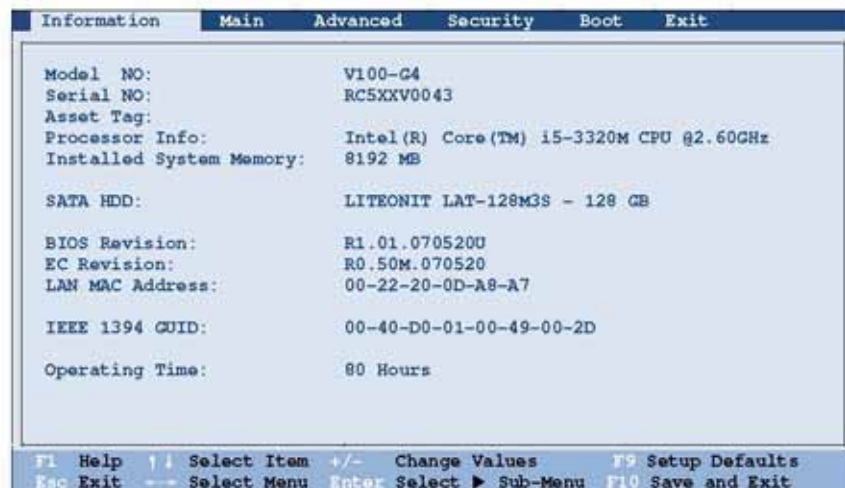 Information Main Advanced Security Boot Exit
Model NO: V100-G4
Serial NO: RC5XXV0043
Asset Tag:
Processor Info: Intel(R) Core(TM) i5-3320M CPU @2.60GHz
Installed System Memory: 8192 MB
SATA HDD: LITEONIT LAT-128M3S - 128 GB
BIOS Revision: R1.01.070520U
EC Revision: R0.50M.070520
LAN MAC Address: 00-22-20-0D-A8-A7
IEEE 1394 GUID: 00-40-D0-01-00-49-00-2D
Operating Time: 80 Hours
F1 Help ↑↓ Select Item +/- Change Values F9 Setup Defaults
Esc Exit ←→ Select Menu Enter Select ▶ Sub-Menu F10 Save and Exit